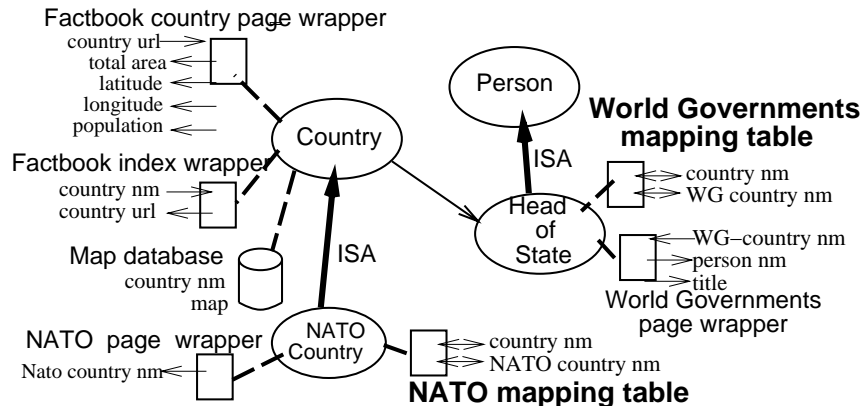 Factbook country page wrapper
country url
total area
latitude
longitude
population
Country
Person
World Governments
mapping table
ISA
country nm
WG country nm
Factbook index wrapper
country nm
country url
Head
of
State
WG–country nm
person nm
title
World Governments
page wrapper
Map database
country nm
map
ISA
NATO page wrapper
Nato country nm
NATO
Country
country nm
NATO country nm
NATO mapping table